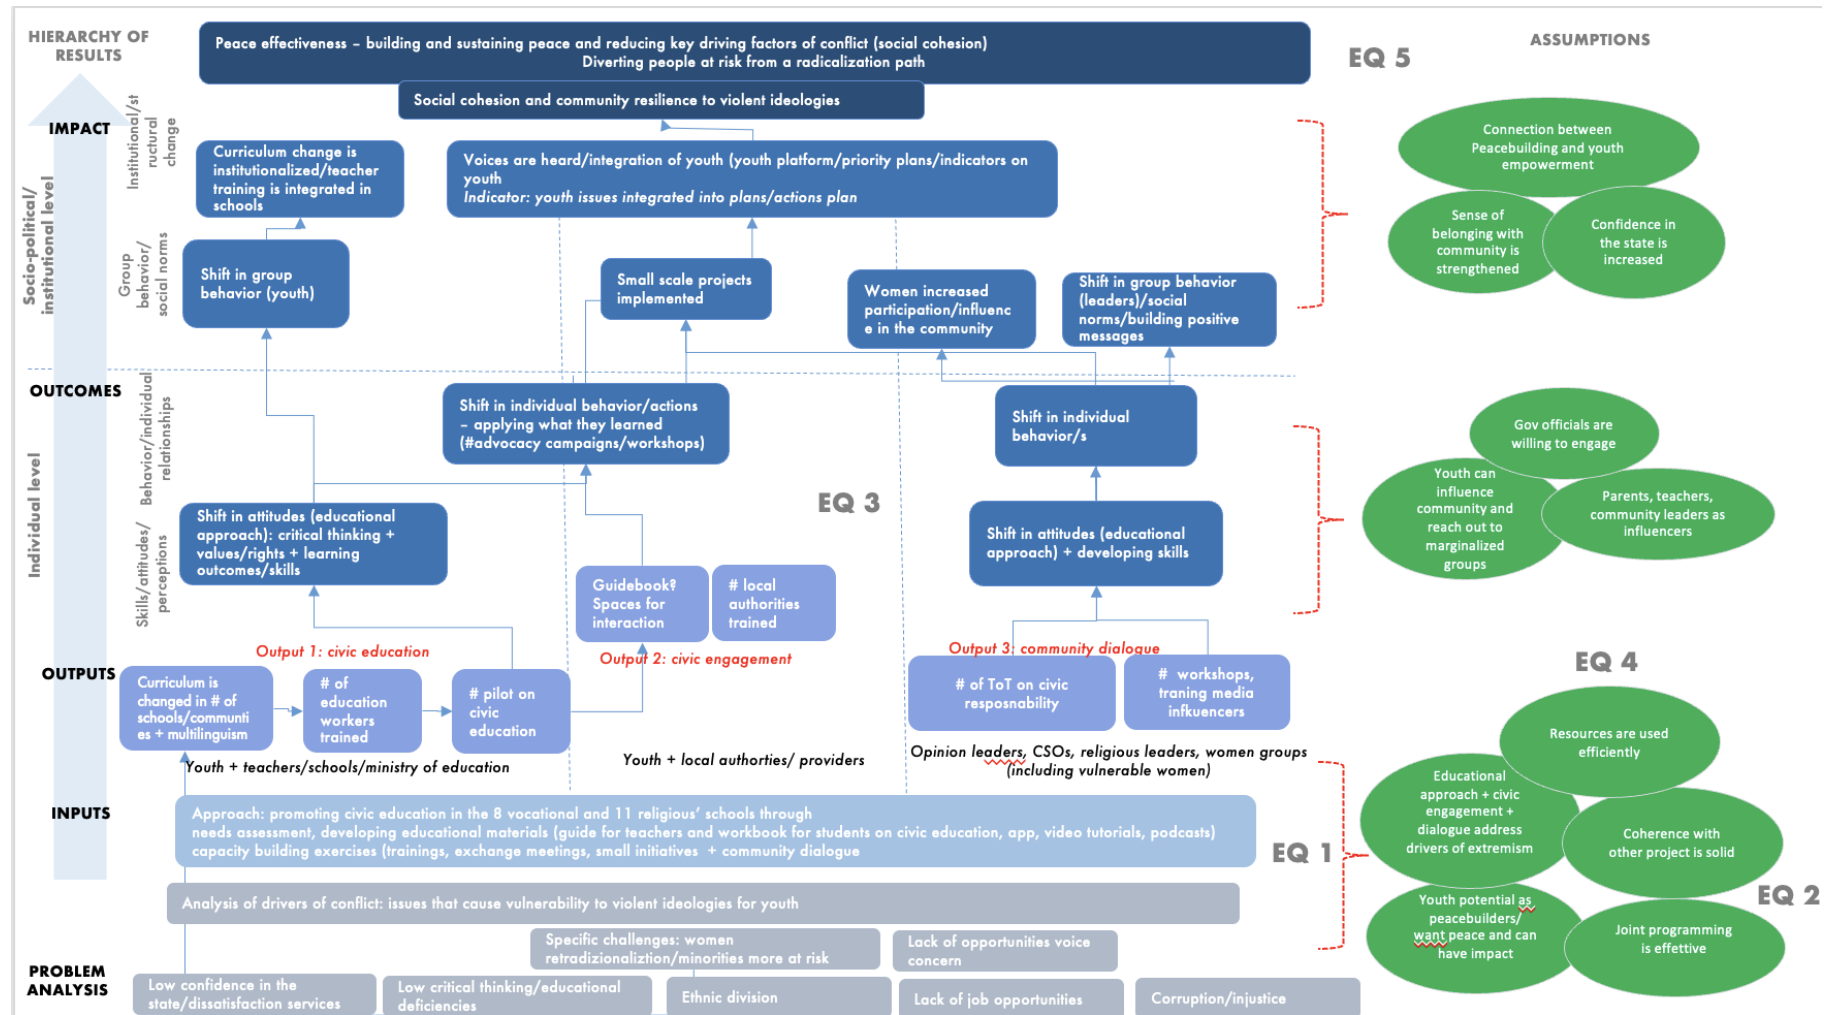 HIERARCHY OF
RESULTS
Peace effectiveness – building and sustaining peace and reducing key driving factors of conflict (social cohesion)
Diverting people at risk from a radicalization path
EQ 5
ASSUMPTIONS
Social cohesion and community resilience to violent ideologies
IMPACT
Socio-political/
institutional level
Institutional/st
ructural
change
Curriculum change is
institutionalized/teacher
training is integrated in
schools
Voices are heard/integration of youth (youth platform/priority plans/indicators on
youth
Indicator: youth issues integrated into plans/actions plan
Connection between
Peacebuilding and youth
empowerment
Sense of
belonging with
community is
strengthened
Confidence in
the state is
increased
Group
behavior/
social norms
Shift in group
behavior (youth)
Small scale projects
implemented
Women increased
participation/influenc
e in the community
Shift in group behavior
(leaders)/social
norms/building positive
messages
OUTCOMES
Individual level
Behavior/individual
relationships
Shift in individual behavior/actions
– applying what they learned
(#advocacy campaigns/workshops)
Shift in individual
behavior/s
Gov officials are
willing to engage
Youth can
influence
community and
reach out to
marginalized
groups
Parents, teachers,
community leaders as
influencers
EQ 3
Skills/attitudes/
perceptions
Shift in attitudes (educational
approach): critical thinking +
values/rights + learning
outcomes/skills
Shift in attitudes (educational
approach) + developing skills
Guidebook?
Spaces for
interaction
# local
authorities
trained
Output 1: civic education
Output 2: civic engagement
Output 3: community dialogue
OUTPUTS
Curriculum is
changed in # of
schools/communiti
es + multilinguism
# of
education
workers
trained
# pilot on
civic
education
# of ToT on civic
resposnability
# workshops,
traning media
infkuencers
EQ 4
Youth + teachers/schools/ministry of education
Youth + local authorties/ providers
Opinion leaders, CSOs, religious leaders, women groups
(including vulnerable women)
Resources are used
efficiently
Educational
approach + civic
engagement +
dialogue address
drivers of extremism
Coherence with
other project is solid
INPUTS
Approach: promoting civic education in the 8 vocational and 11 religious’ schools through
needs assessment, developing educational materials (guide for teachers and workbook for students on civic education, app, video tutorials, podcasts)
capacity building exercises (trainings, exchange meetings, small initiatives + community dialogue
EQ 1
EQ 2
Analysis of drivers of conflict: issues that cause vulnerability to violent ideologies for youth
Youth potential as
peacebuilders/
want peace and can
have impact
Joint programming
is effettive
PROBLEM
ANALYSIS
Specific challenges: women
retradizionaliztion/minorities more at risk
Lack of opportunities voice
concern
Low confidence in the
state/dissatisfaction services
Low critical thinking/educational
deficiencies
Ethnic division
Lack of job opportunities
Corruption/injustice